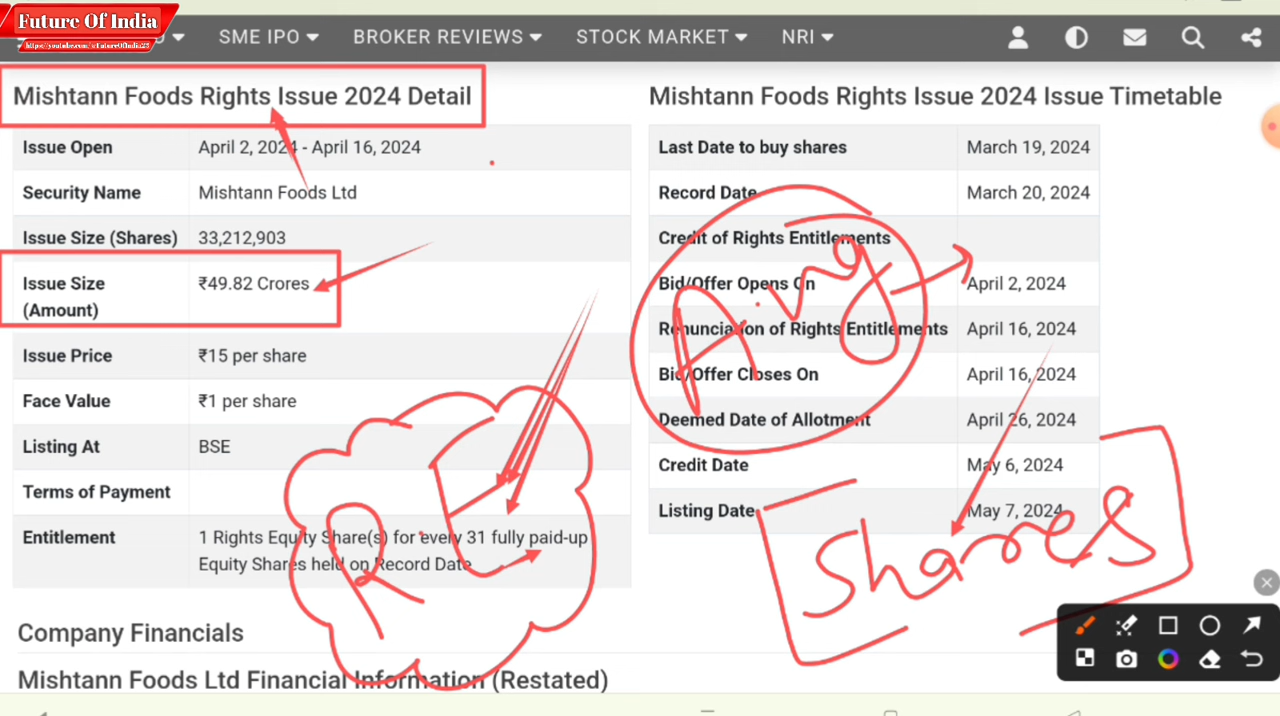 Future Of India
SME IPO
BROKER REVIEWS
STOCK MARKET
NRI
Mishtann Foods Rights Issue 2024 Detail
Issue Open April 2, 2024 - April 16, 2024
Security Name Mishtann Foods Ltd
Issue Size (Shares) 33,212,903
Issue Size ₹49.82 Crores
(Amount)
Issue Price ₹15 per share
Face Value ₹1 per share
Listing At BSE
Terms of Payment
Entitlement 1 Rights Equity Share(s) for every 31 fully paid-up
Equity Shares held on Record Date
RE
Company Financials
Mishtann Foods Ltd Financial Information (Restated)
Mishtann Foods Rights Issue 2024 Issue Timetable
Last Date to buy shares March 19, 2024
Record Date March 20, 2024
Credit of Rights Entitlements
Bid/Offer Opens On April 2, 2024
Renunciation of Rights Entitlements April 16, 2024
Bid/Offer Closes On April 16, 2024
Deemed Date of Allotment April 26, 2024
Credit Date May 6, 2024
Listing Date May 7, 2024
Shares